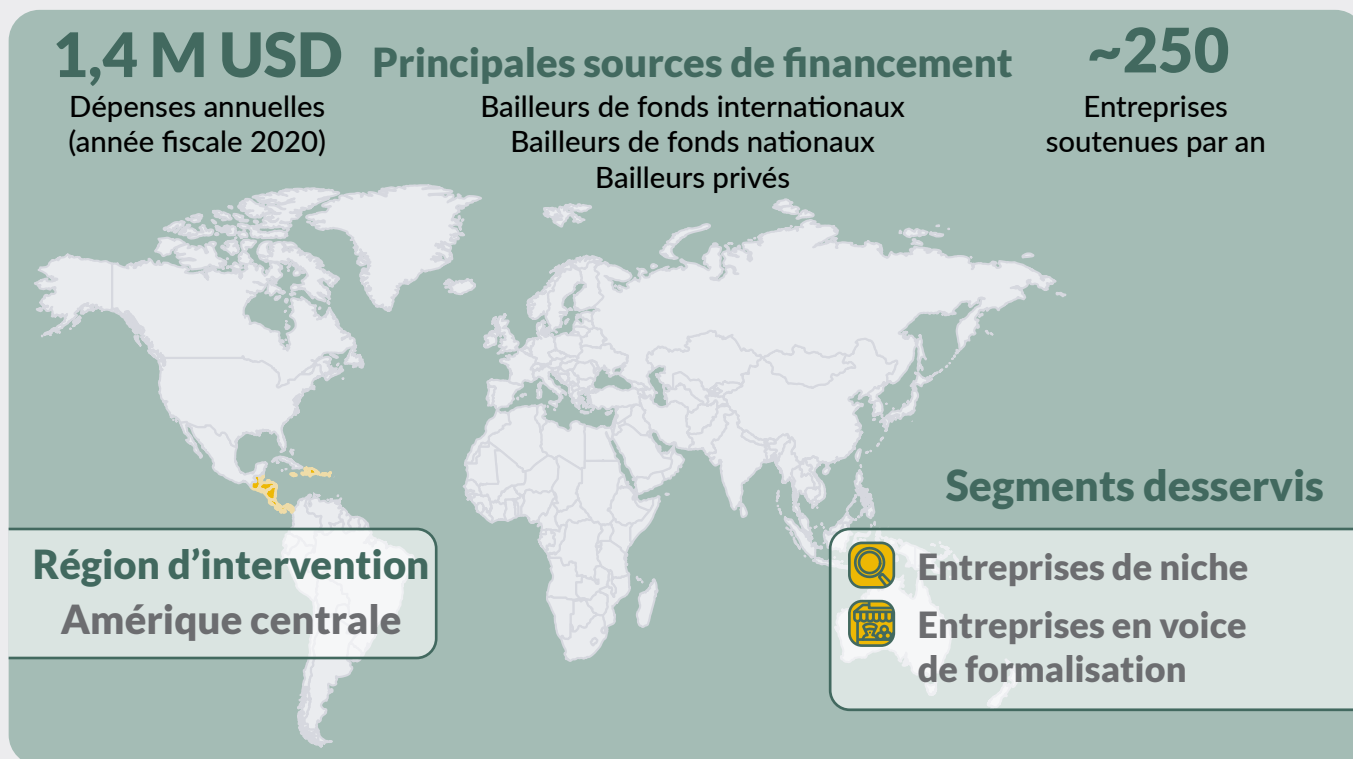 1,4 M USD
Dépenses annuelles
(année fiscale 2020)
Principales sources de financement
Bailleurs de fonds internationaux
Bailleurs de fonds nationaux
Bailleurs privés
~250
Entreprises
soutenues par an
Région d’intervention
Amérique centrale
Segments desservis
Entreprises de niche
Entreprises en voice
de formalisation